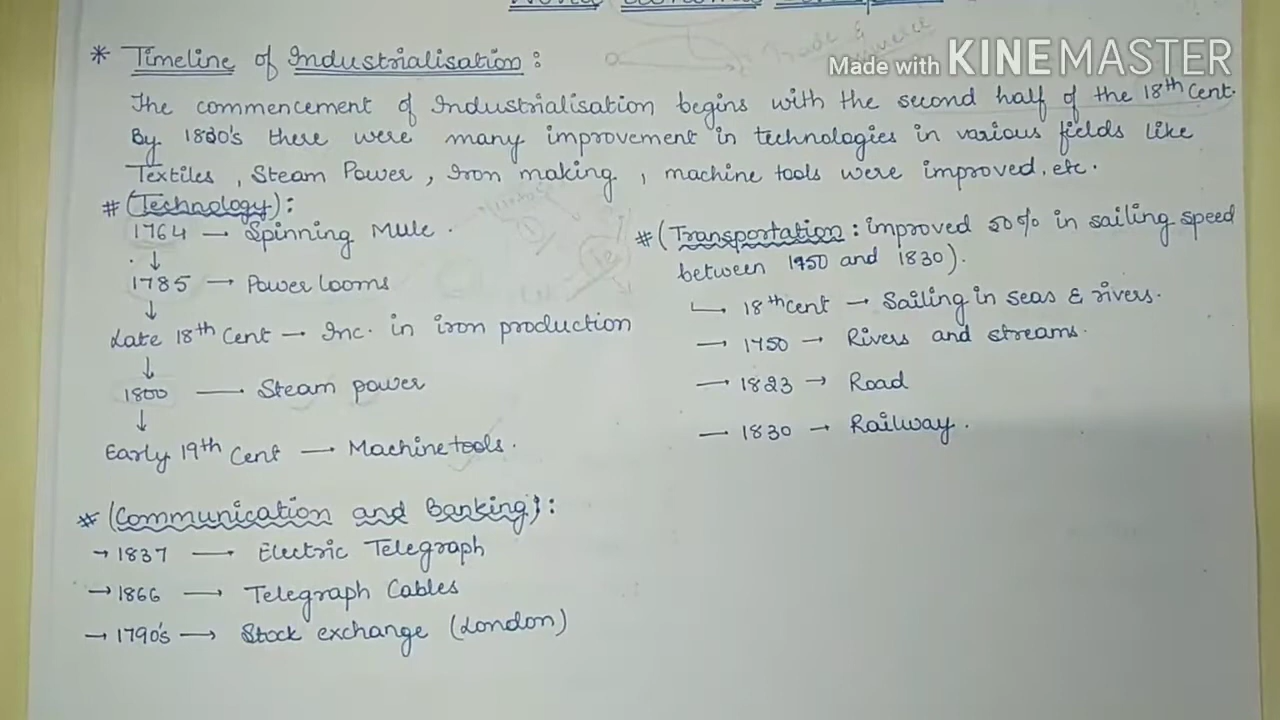 * Timeline of Industrialisation :
Made with KINEMASTER
The commencement of Industrialisation begins with the second half of the 18th Cent.
By 1830's there were many improvement in technologies in various fields like
Textiles , Steam Power , Iron making , machine tools were improved, etc.
# (Technology) :
1764 — Spinning Mule .
↓
1785 → Power looms
↓
Late 18th Cent — Inc. in iron production
↓
1800 — Steam power
↓
Early 19th Cent — Machine tools .
# (Transportation : improved 50% in sailing speed
between 1950 and 1830).
↳ 18th cent → Sailing in seas & rivers.
→ 1750 → Rivers and streams.
→ 1823 → Road
— 1830 → Railway .
# (Communication and Banking) :
→ 1837 — Electric Telegraph
→ 1866 — Telegraph Cables
→ 1790's → Stock exchange (London)